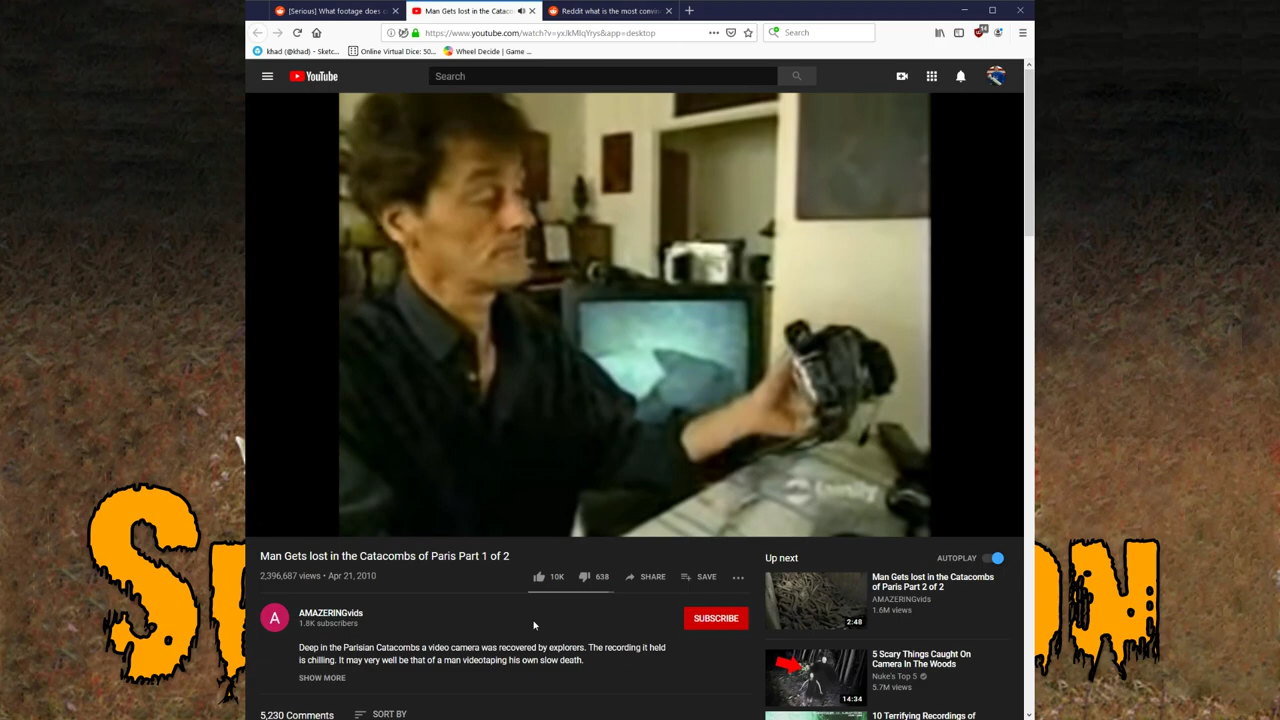 [Serious] What footage does
Man Gets lost in the Cataco
Reddit what is the most convin
https://www.youtube.com/watch?v=yxJkMlqYrys&app=desktop
Search
14
khad (@khad) - Sketc...
Online Virtual Dice: 50...
Wheel Decide | Game ...
YouTube
Search
family
Man Gets lost in the Catacombs of Paris Part 1 of 2
2,396,687 views • Apr 21, 2010
10K
638
SHARE
SAVE
A
AMAZERINGvids
1.8K subscribers
SUBSCRIBE
Deep in the Parisian Catacombs a video camera was recovered by explorers. The recording it held
is chilling. It may very well be that of a man videotaping his own slow death.
SHOW MORE
5,230 Comments
SORT BY
Up next
AUTOPLAY
Man Gets lost in the Catacombs
of Paris Part 2 of 2
AMAZERINGvids
1.6M views
2:48
5 Scary Things Caught On
Camera In The Woods
Nuke's Top 5
5.7M views
14:34
10 Terrifying Recordings of